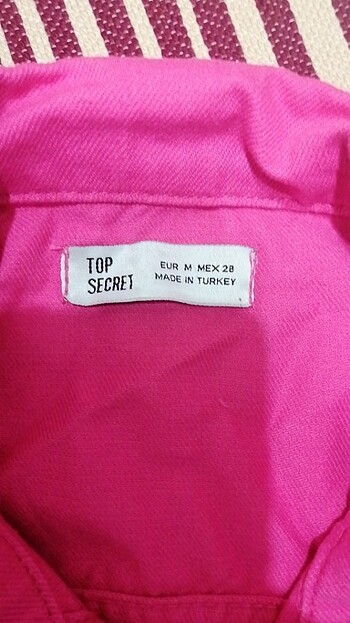 TOP
SECRET
EUR M MEX 28
MADE IN TURKEY